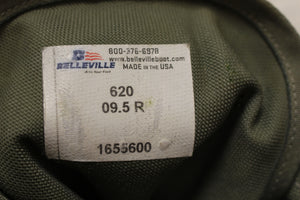 800-376-6978
www.bellevilleboot.com
BELLEVILLE
MADE IN THE USA
620
09.5 R
1655600